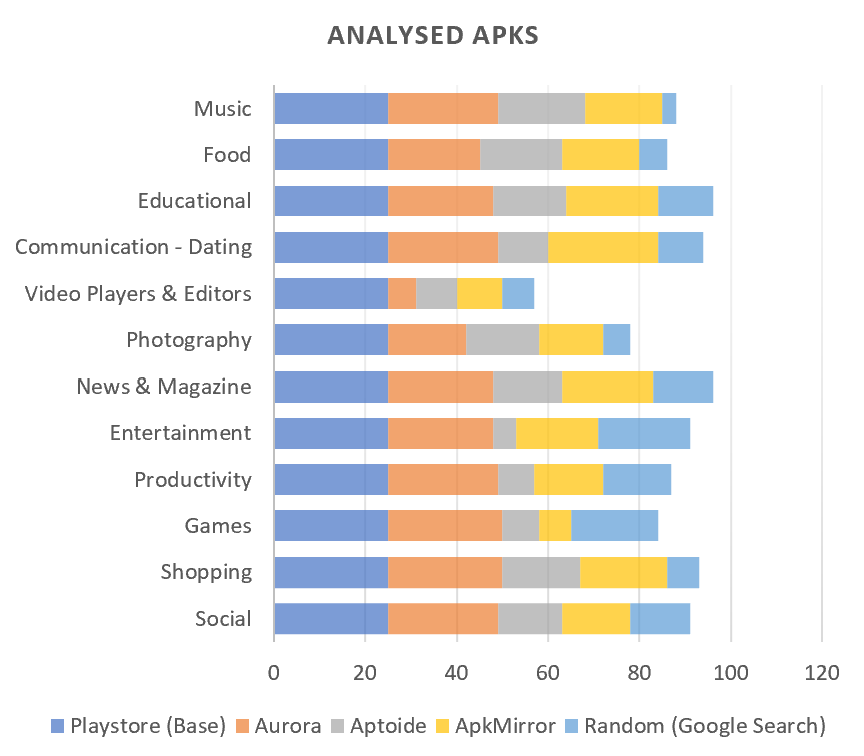 ANALYSED APKS
Music
Food
Educational
Communication - Dating
Video Players & Editors
Photography
News & Magazine
Entertainment
Productivity
Games
Shopping
Social
0 20 40 60 80 100 120
Playstore (Base) Aurora Aptoide ApkMirror Random (Google Search)